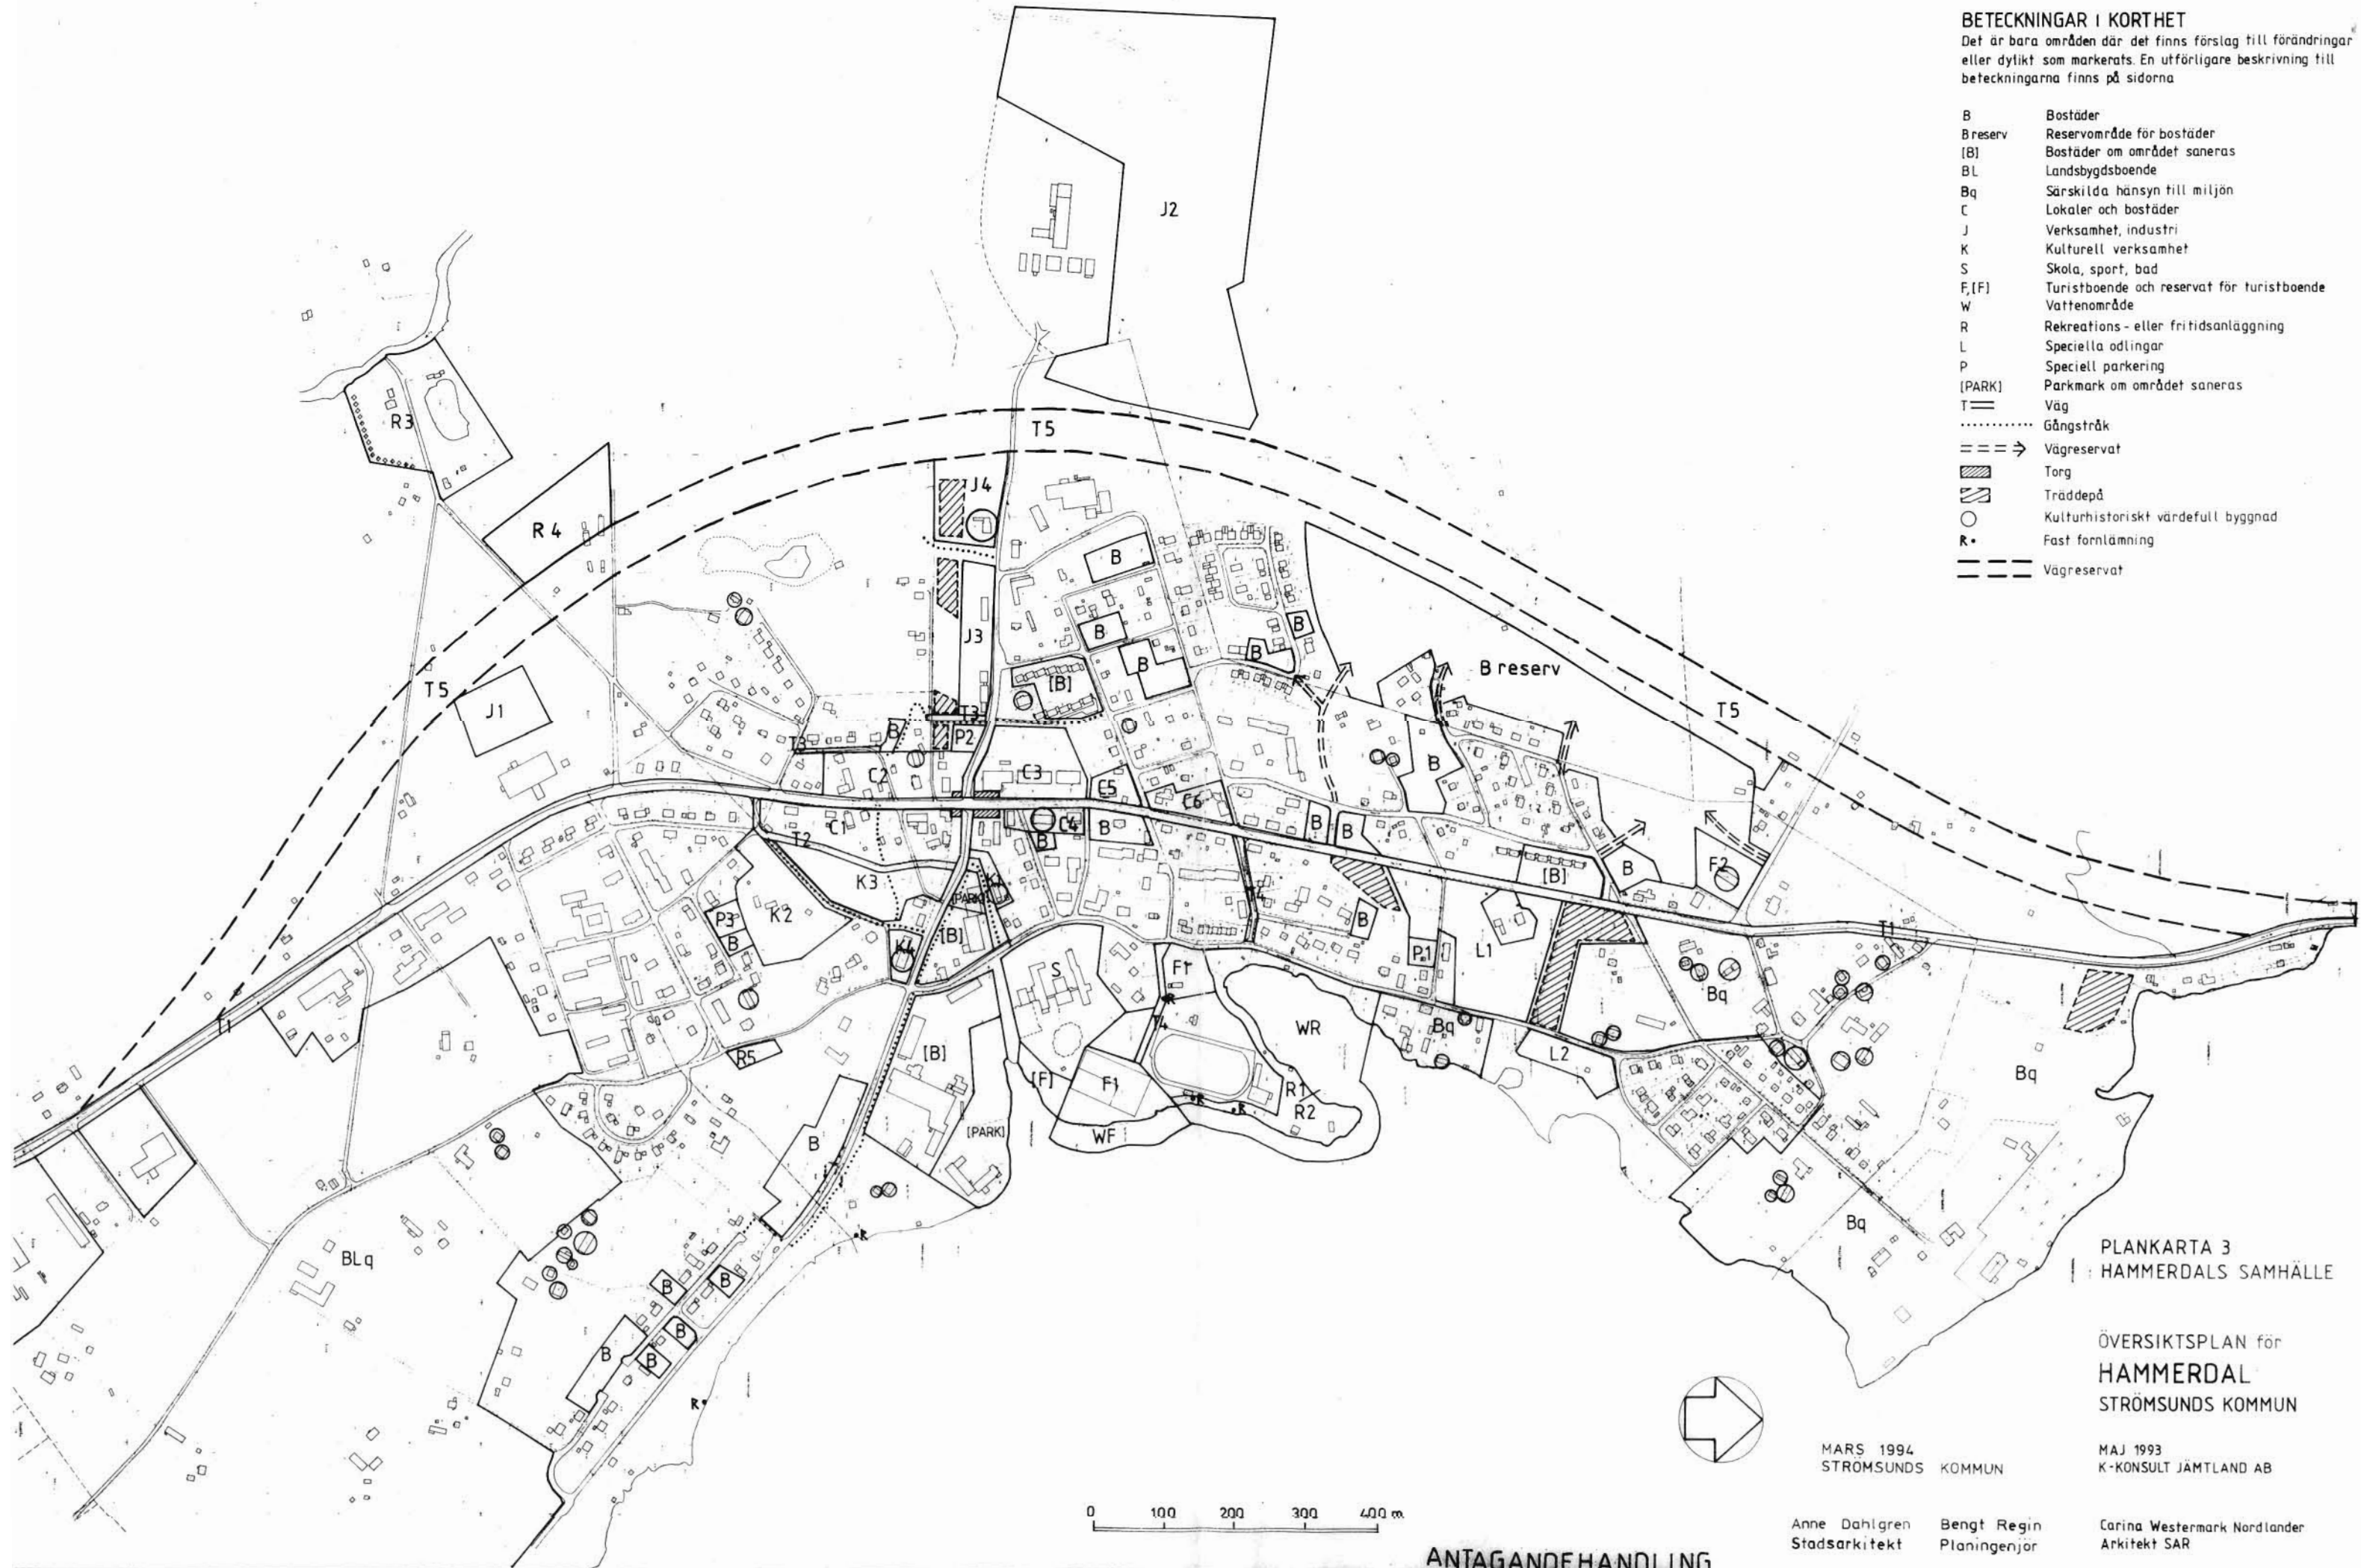 BETECKNINGAR I KORTHET
Det är bara områden där det finns förslag till förändringar
eller dylikt som markerats. En utförligare beskrivning till
beteckningarna finns på sidorna
B Bostäder
B reserv Reservområde för bostäder
[B] Bostäder om området saneras
BL Landsbygdsboende
Bq Särskilda hänsyn till miljön
C Lokaler och bostäder
J Verksamhet, industri
K Kulturell verksamhet
S Skola, sport, bad
F,[F] Turistboende och reservat för turistboende
W Vattenområde
R Rekreations- eller fritidsanläggning
L Speciella odlingar
P Speciell parkering
[PARK] Parkmark om området saneras
T Väg
Gångstråk
Vägreservat
Torg
Träddepå
Kulturhistoriskt värdefull byggnad
R Fast fornlämning
Vägreservat
J2
R3
T5
J4
R4
B
J3
B
B
B
B
[B]
B reserv
T5
J1
T5
T3
T3
B
P2
C2
C3
C5
C6
B
C1
T2
C4
B
B
B
B
F2
B
[B]
K3
K2
P3
B
[PARK]
[B]
K4
T4
B
P1
L1
T1
S
F1
R
T4
WR
Bq
Bq
L2
T1
R5
[B]
[F]
F1
R1
R2
R
R
WF
[PARK]
B
Bq
Bq
R
BLq
B
B
B
B
B
R
PLANKARTA 3
HAMMERDALS SAMHÄLLE
ÖVERSIKTSPLAN för
HAMMERDAL
STRÖMSUNDS KOMMUN
MARS 1994
STRÖMSUNDS KOMMUN
MAJ 1993
K-KONSULT JÄMTLAND AB
0 100 200 300 400 m
Anne Dahlgren
Stadsarkitekt
Bengt Regin
Planingenjör
Carina Westermark Nordlander
Arkitekt SAR
ANTAGANDEHANDLING